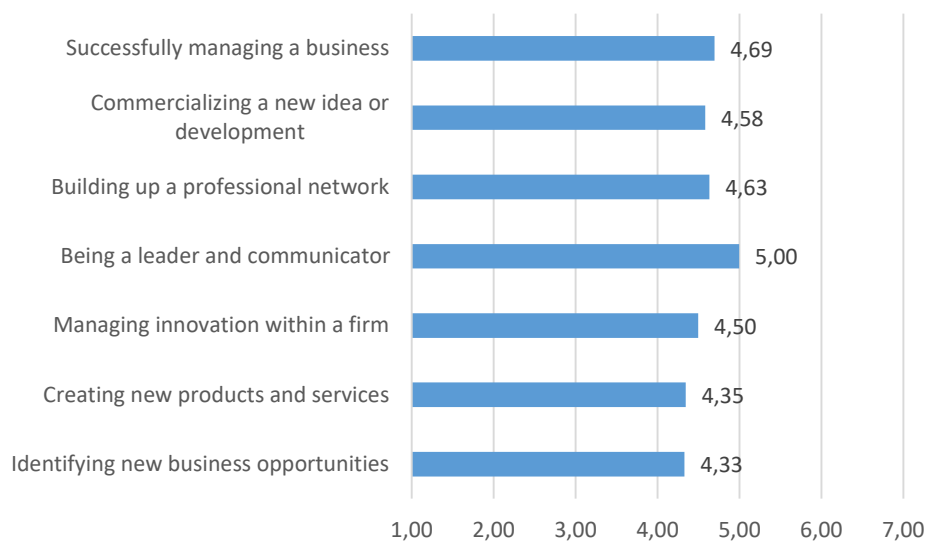 Successfully managing a business
4,69
Commercializing a new idea or
development
4,58
Building up a professional network
4,63
Being a leader and communicator
5,00
Managing innovation within a firm
4,50
Creating new products and services
4,35
Identifying new business opportunities
4,33
1,00 2,00 3,00 4,00 5,00 6,00 7,00